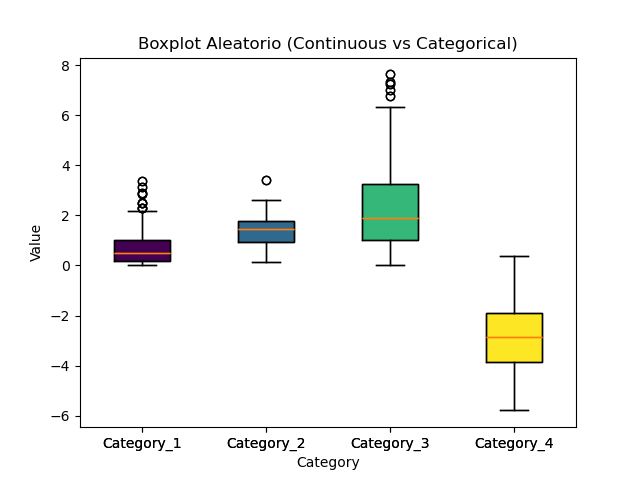 Boxplot Aleatorio (Continuous vs Categorical)
8
6
4
2
0
−2
−4
−6
Value
Category_1 Category_2 Category_3 Category_4
Category